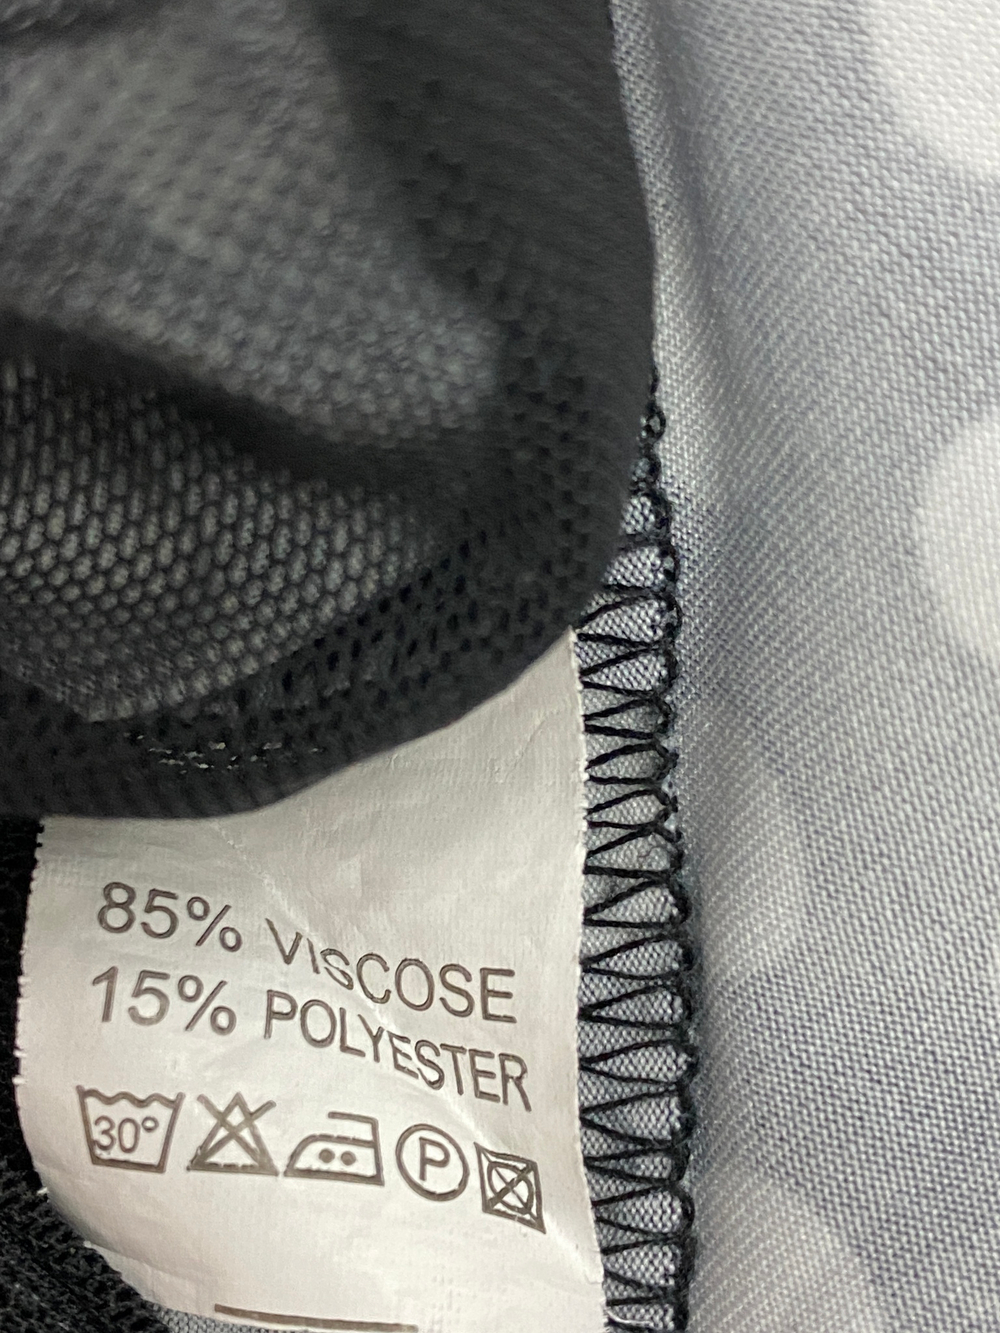 85% VISCOSE
15% POLYESTER
30° P